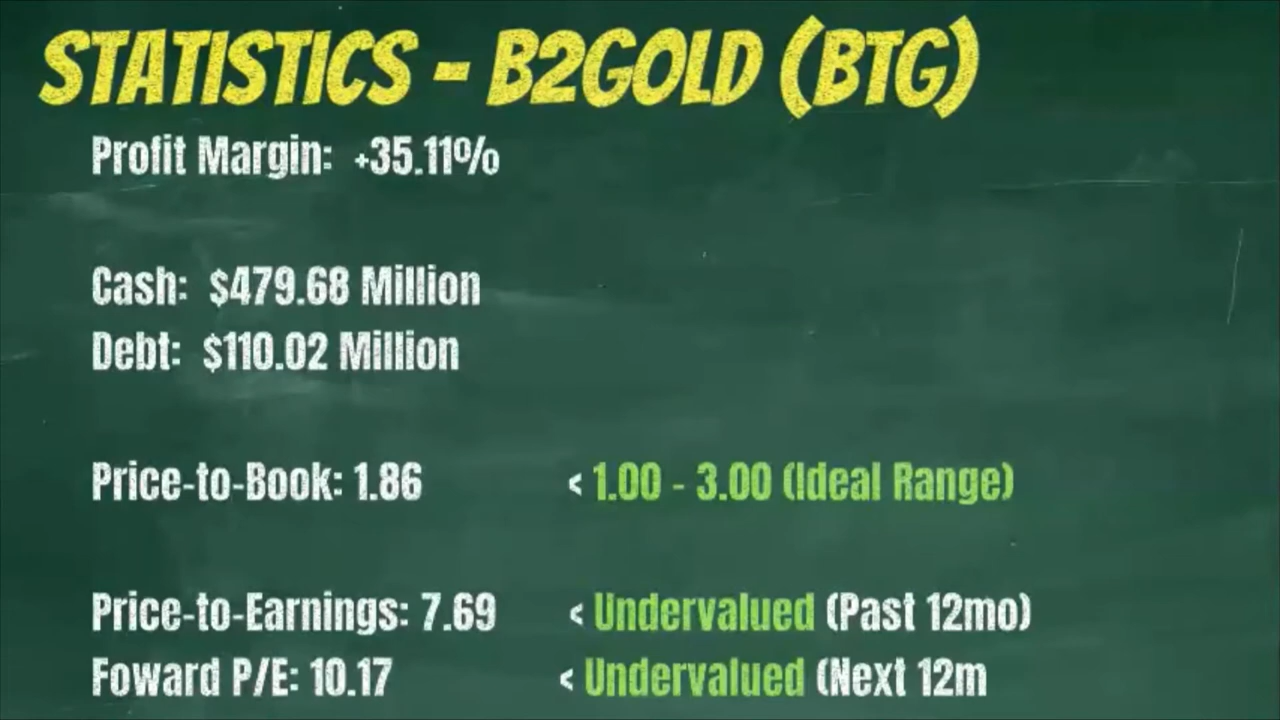 STATISTICS - B2GOLD (BTG)
Profit Margin: +35.11%
Cash: $479.68 Million
Debt: $110.02 Million
Price-to-Book: 1.86 < 1.00 - 3.00 (Ideal Range)
Price-to-Earnings: 7.69 < Undervalued (Past 12mo)
Foward P/E: 10.17 < Undervalued (Next 12m